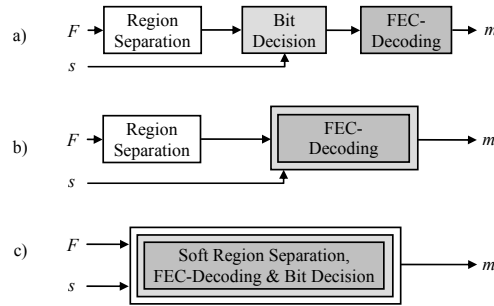 a) F Region Separation Bit Decision FEC-Decoding m
s
b) F Region Separation FEC-Decoding m
s
c) F Soft Region Separation, m
s FEC-Decoding & Bit Decision